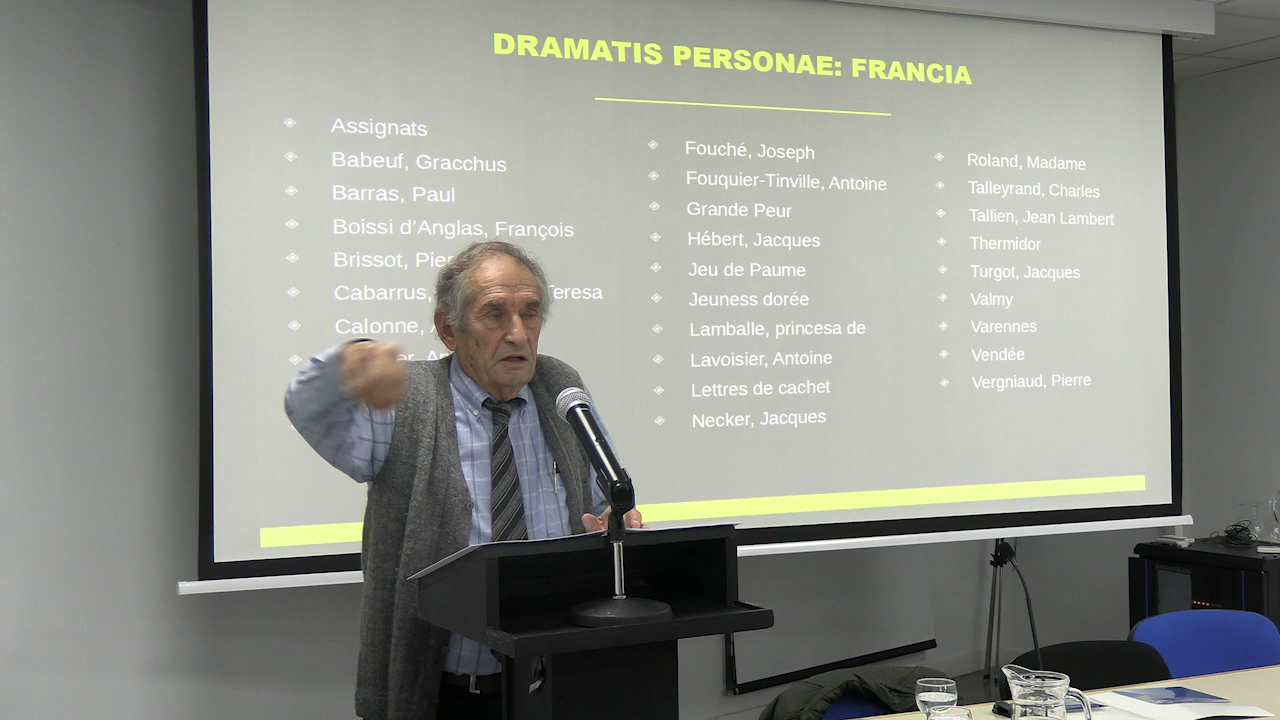 DRAMATIS PERSONAE: FRANCIA
Assignats
Babeuf, Gracchus
Barras, Paul
Boissi d'Anglas, François
Brissot,
Cabarrus, Teresa
Calonne,
Fouché, Joseph
Fouquier-Tinville, Antoine
Grande Peur
Hébert, Jacques
Jeu de Paume
Jeuness dorée
Lamballe, princesa de
Lavoisier, Antoine
Lettres de cachet
Necker, Jacques
Roland, Madame
Talleyrand, Charles
Tallien, Jean Lambert
Thermidor
Turgot, Jacques
Valmy
Varennes
Vendée
Vergniaud, Pierre